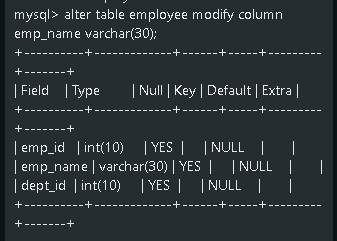 mysql> alter table employee modify column
emp_name varchar(30);
+----------+-------------+------+-----+---------
+-------+
| Field    | Type        | Null | Key | Default | Extra |
+----------+-------------+------+-----+---------
+-------+
| emp_id   | int(10)     | YES  |     | NULL    |       |
| emp_name | varchar(30) | YES  |     | NULL    |       |
| dept_id  | int(10)     | YES  |     | NULL    |       |
+----------+-------------+------+-----+---------
+-------+